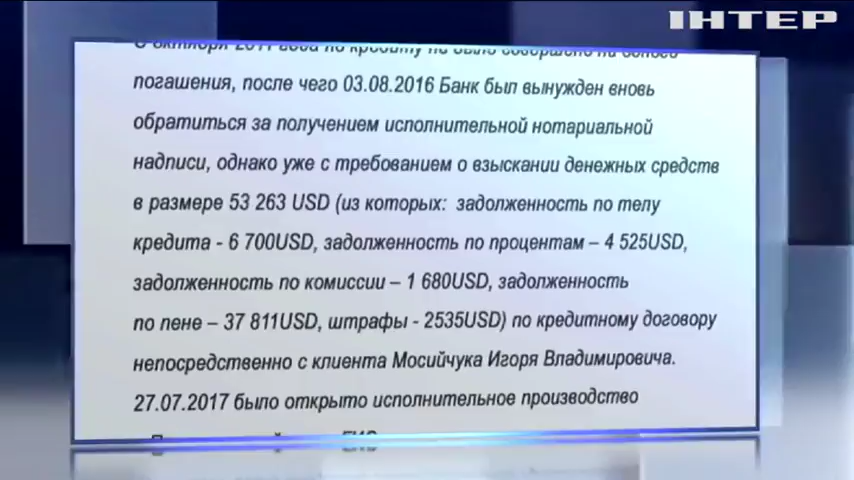 ІНТЕР
погашения, после чего 03.08.2016 Банк был вынужден вновь
обратиться за получением исполнительной нотариальной
надписи, однако уже с требованием о взыскании денежных средств
в размере 53 263 USD (из которых: задолженность по телу
кредита - 6 700USD, задолженность по процентам – 4 525USD,
задолженность по комиссии – 1 680USD, задолженность
по пене – 37 811USD, штрафы - 2535USD) по кредитному договору
непосредственно с клиента Мосийчука Игоря Владимировича.
27.07.2017 было открыто исполнительное производство